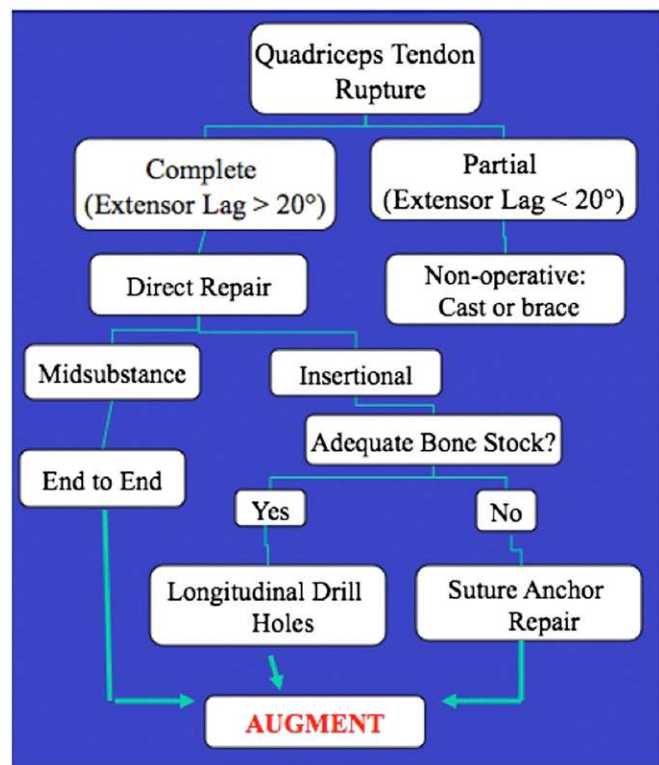 Quadriceps Tendon
Rupture
Complete
(Extensor Lag > 20°)
Partial
(Extensor Lag < 20°)
Direct Repair
Non-operative:
Cast or brace
Midsubstance
Insertional
Adequate Bone Stock?
End to End
Yes
No
Longitudinal Drill
Holes
Suture Anchor
Repair
AUGMENT